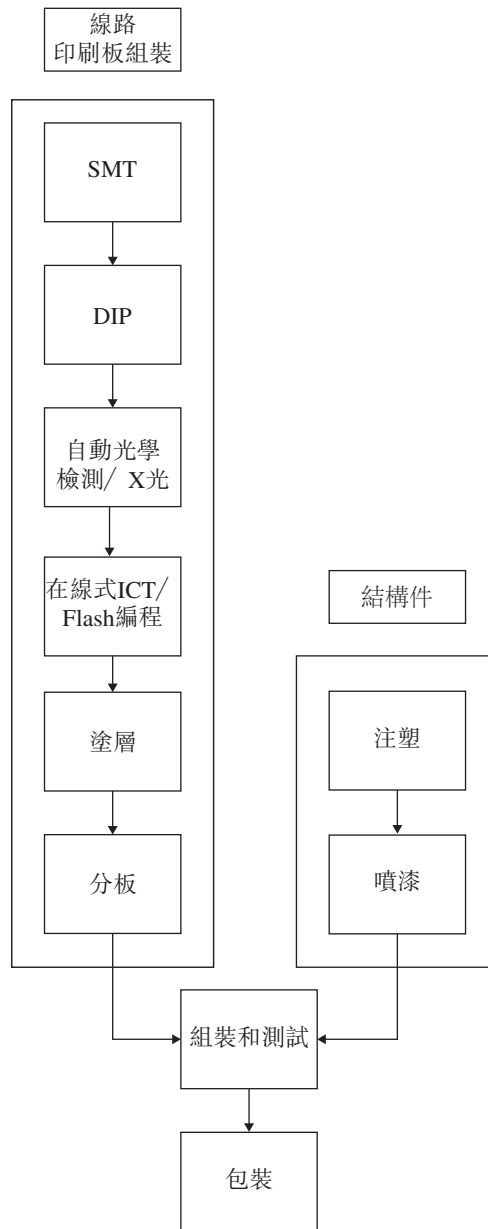 線路
印刷板組裝
SMT
DIP
自動光學
檢測/ X光
在線式ICT/
Flash編程
塗層
分板
結構件
注塑
噴漆
組裝和測試
包裝